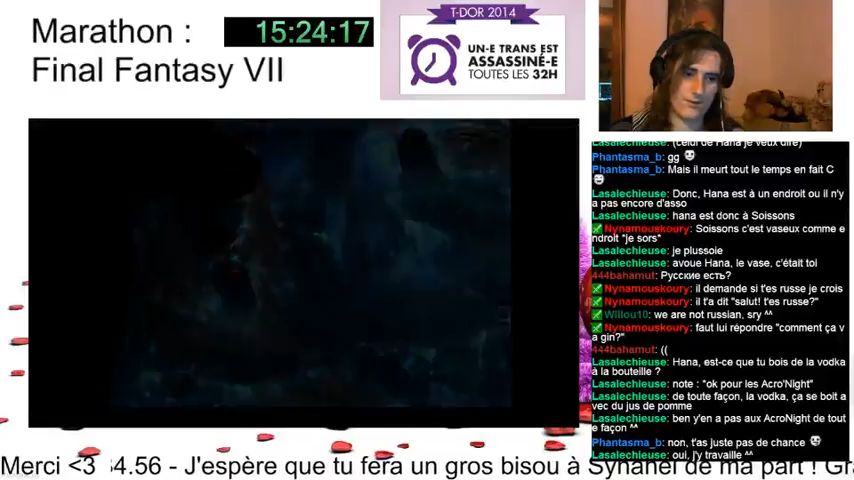 Marathon :
Final Fantasy VII
15:24:17
T-DOR 2014
UN-E TRANS EST
ASSASSINÉ-E
TOUTES LES 32H
Lasalechieuse: (celui de Hana je veux dire)
Phantasma_b: gg
Phantasma_b: Mais il meurt tout le temps en fait C
Lasalechieuse: Donc, Hana est à un endroit ou il n'y
a pas encore d'asso
Lasalechieuse: hana est donc à Soissons
Nynamouskoury: Soissons c'est vaseux comme e
ndroit "je sors"
Lasalechieuse: je plussoie
Lasalechieuse: avoue Hana, le vase, c'était toi
444bahamut: Русские есть?
Nynamouskoury: il demande si t'es russe je crois
Nynamouskoury: il t'a dit "salut! t'es russe?"
Willou10: we are not russian, sry ^^
Nynamouskoury: faut lui répondre "comment ça v
a gin?"
444bahamut: ((
Lasalechieuse: Hana, est-ce que tu bois de la vodka
à la bouteille ?
Lasalechieuse: note : "ok pour les Acro'Night"
Lasalechieuse: de toute façon, la vodka, ça se boit a
vec du jus de pomme
Lasalechieuse: ben y'en a pas aux AcroNight de tout
e façon ^^
Phantasma_b: non, t'as juste pas de chance
Lasalechieuse: oui, j'y travaille ^^
Merci <3 34.56 - J'espère que tu fera un gros bisou à Synahel de ma part ! Gra